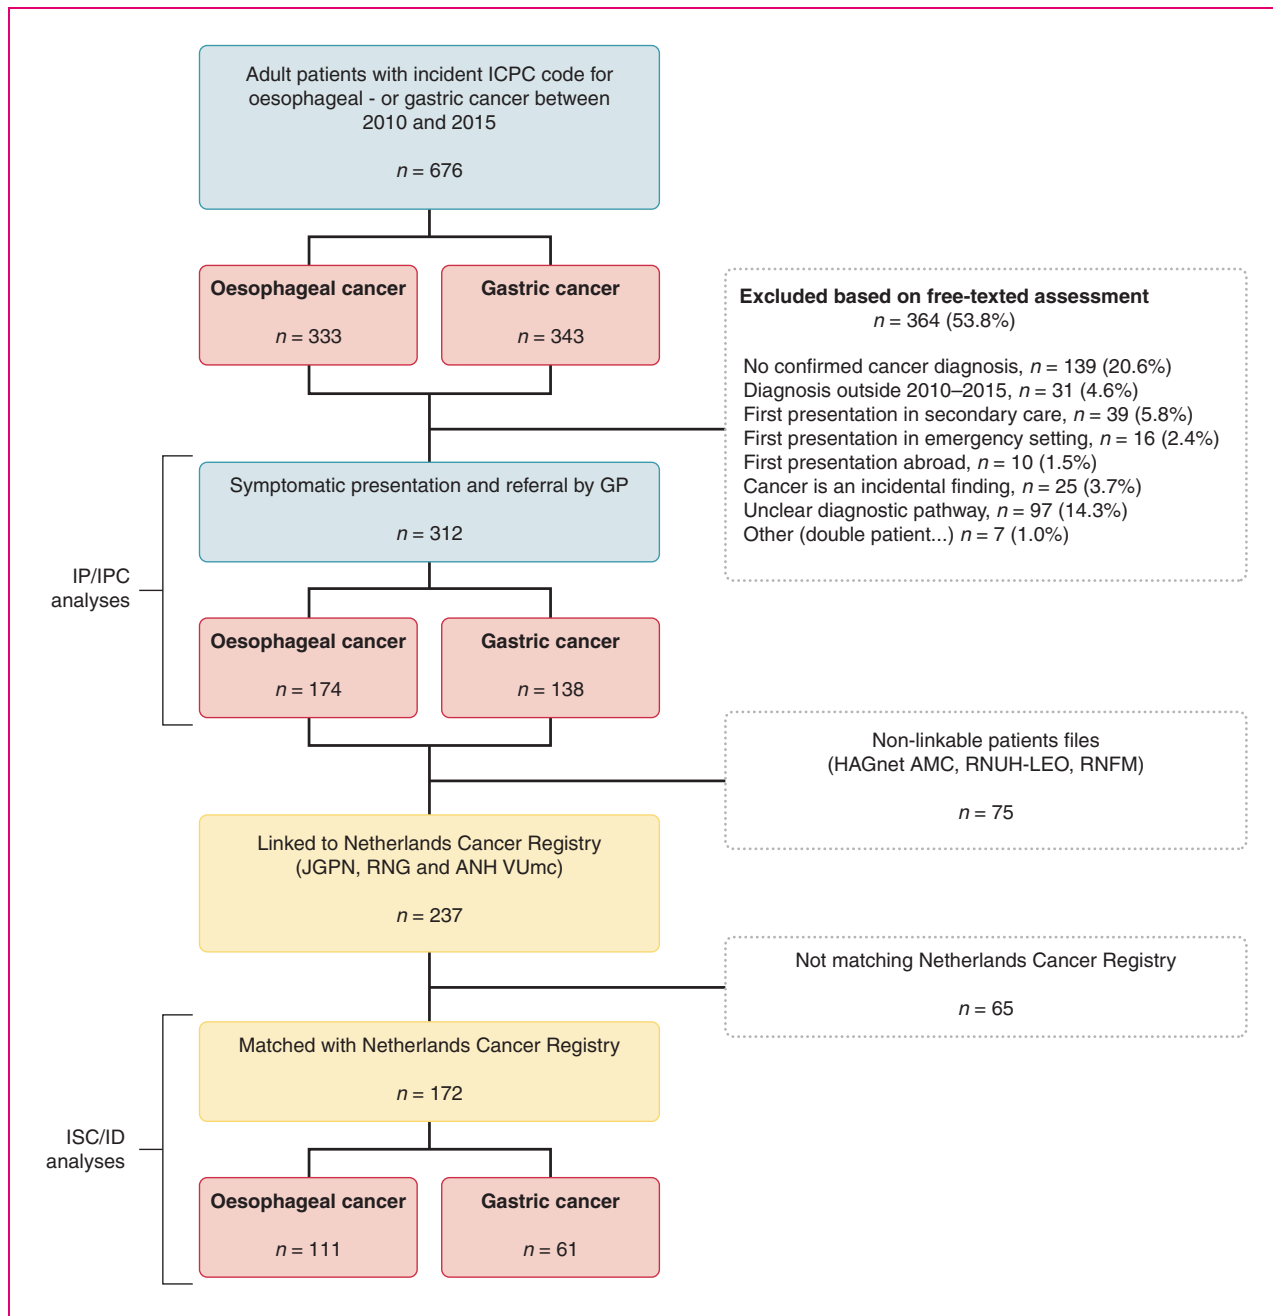 Adult patients with incident ICPC code for
oesophageal - or gastric cancer between
2010 and 2015
n = 676
Oesophageal cancer
n = 333
Gastric cancer
n = 343
Excluded based on free-texted assessment
n = 364 (53.8%)
No confirmed cancer diagnosis, n = 139 (20.6%)
Diagnosis outside 2010–2015, n = 31 (4.6%)
First presentation in secondary care, n = 39 (5.8%)
First presentation in emergency setting, n = 16 (2.4%)
First presentation abroad, n = 10 (1.5%)
Cancer is an incidental finding, n = 25 (3.7%)
Unclear diagnostic pathway, n = 97 (14.3%)
Other (double patient...) n = 7 (1.0%)
Symptomatic presentation and referral by GP
n = 312
IP/IPC
analyses
Oesophageal cancer
n = 174
Gastric cancer
n = 138
Non-linkable patients files
(HAGnet AMC, RNUH-LEO, RNFM)
n = 75
Linked to Netherlands Cancer Registry
(JGPN, RNG and ANH VUmc)
n = 237
Not matching Netherlands Cancer Registry
n = 65
Matched with Netherlands Cancer Registry
n = 172
ISC/ID
analyses
Oesophageal cancer
n = 111
Gastric cancer
n = 61